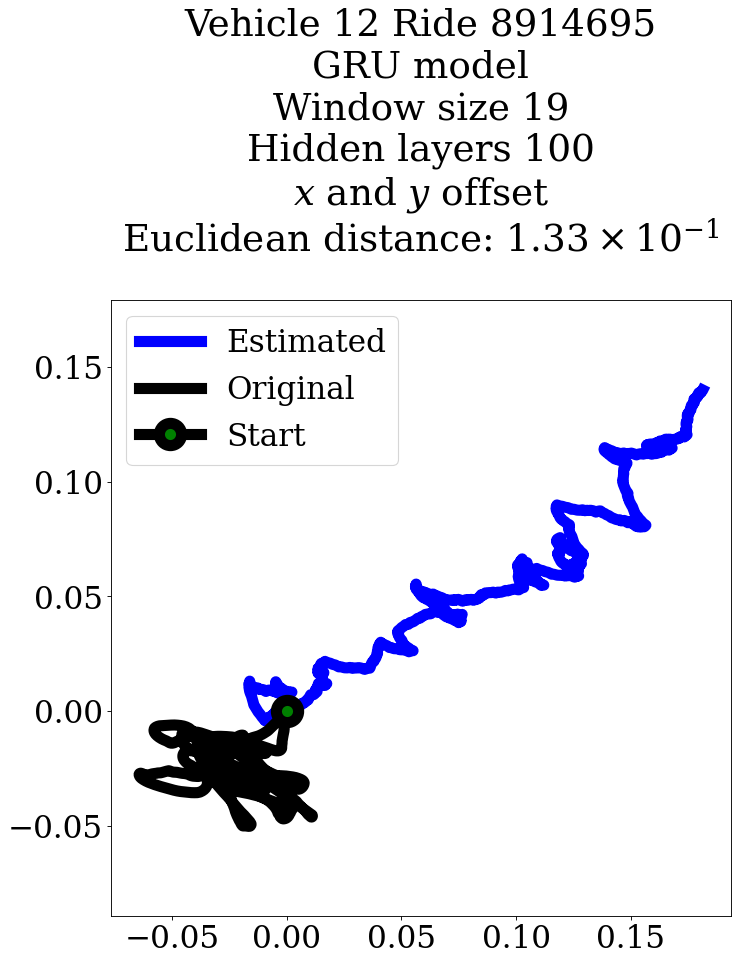 Vehicle 12 Ride 8914695
GRU model
Window size 19
Hidden layers 100
x and y offset
Euclidean distance: 1.33 × 10⁻¹
Estimated
Original
Start
0.15
0.10
0.05
0.00
−0.05
−0.05 0.00 0.05 0.10 0.15